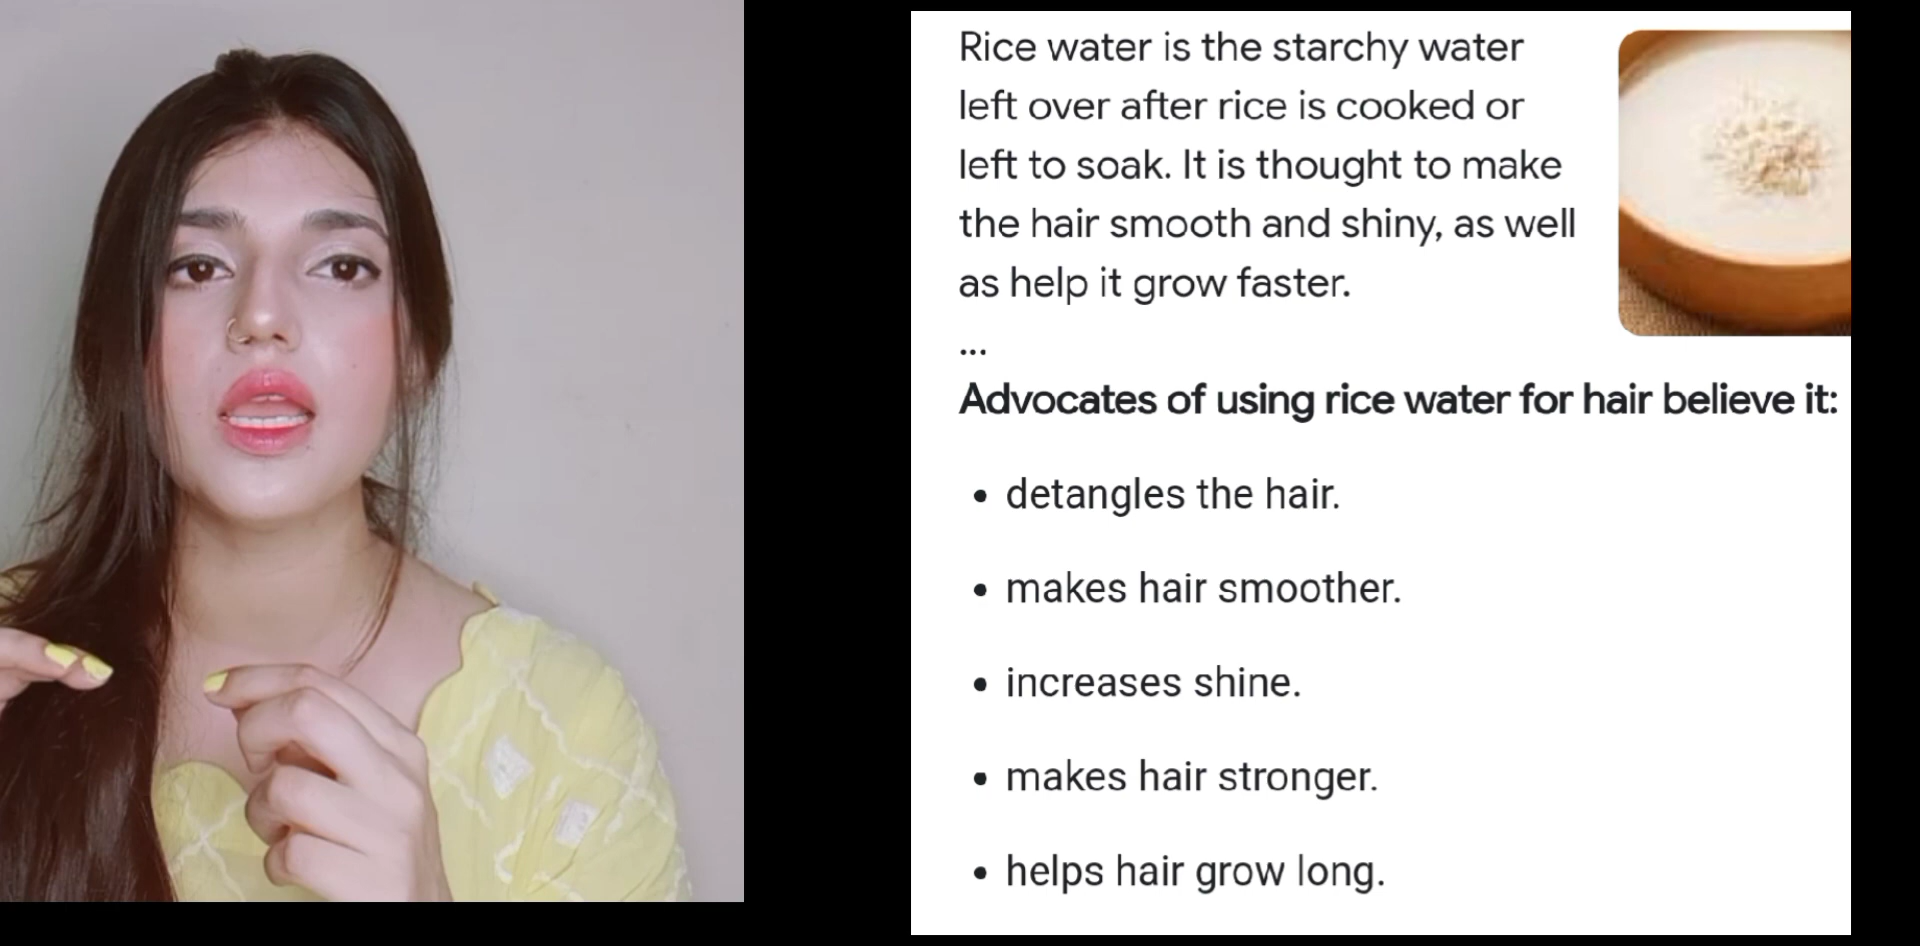 Rice water is the starchy water
left over after rice is cooked or
left to soak. It is thought to make
the hair smooth and shiny, as well
as help it grow faster.
...
Advocates of using rice water for hair believe it:
• detangles the hair.
• makes hair smoother.
• increases shine.
• makes hair stronger.
• helps hair grow long.